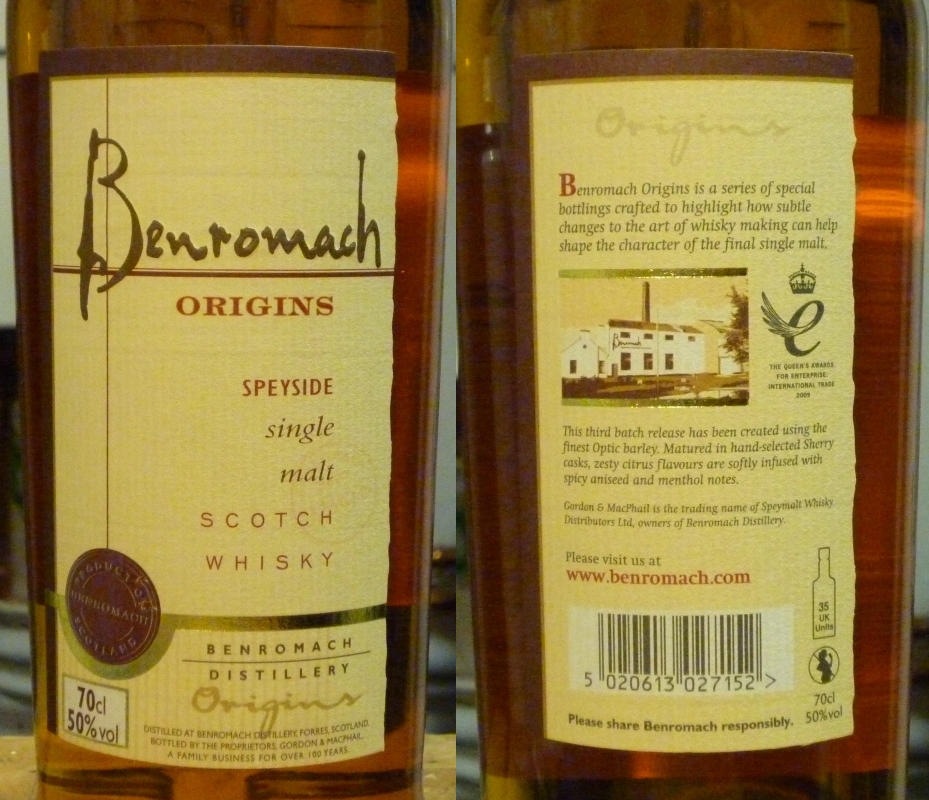 Benromach
ORIGINS
SPEYSIDE
single
malt
SCOTCH
WHISKY
PRODUCT OF
BENROMACH
SCOTLAND
BENROMACH
DISTILLERY
Origins
70cl
50% vol
DISTILLED AT BENROMACH DISTILLERY, FORRES, SCOTLAND.
BOTTLED BY THE PROPRIETORS, GORDON & MACPHAIL.
A FAMILY BUSINESS FOR OVER 100 YEARS.
Origins
Benromach Origins is a series of special
bottlings crafted to highlight how subtle
changes to the art of whisky making can help
shape the character of the final single malt.
Benromach
THE QUEEN'S AWARDS
FOR ENTERPRISE:
INTERNATIONAL TRADE
2009
This third batch release has been created using the
finest Optic barley. Matured in hand-selected Sherry
casks, zesty citrus flavours are softly infused with
spicy aniseed and menthol notes.
Gordon & MacPhail is the trading name of Speymalt Whisky
Distributors Ltd, owners of Benromach Distillery.
Please visit us at
www.benromach.com
35
UK
Units
5 020613 027152 >
70cl
50%vol
Please share Benromach responsibly.